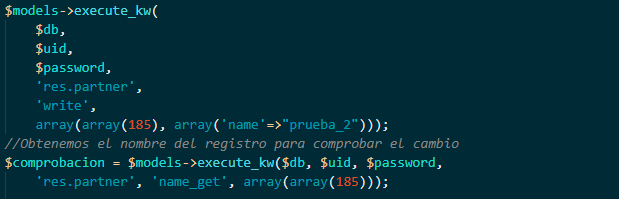 $models->execute_kw(
$db,
$uid,
$password,
'res.partner',
'write',
array(array(185), array('name'=>"prueba_2")));
//Obtenemos el nombre del registro para comprobar el cambio
$comprobacion = $models->execute_kw($db, $uid, $password,
'res.partner', 'name_get', array(array(185)));